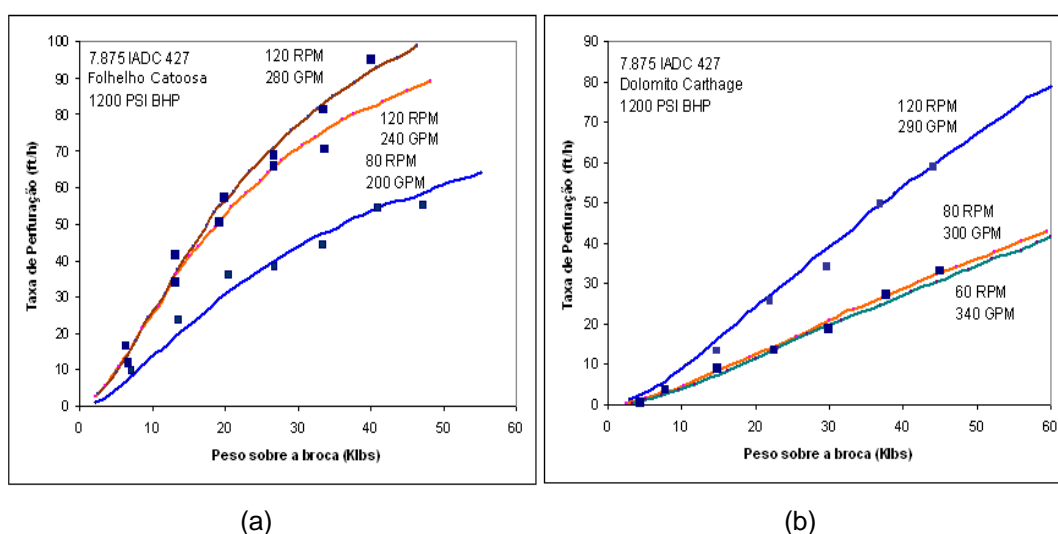 100
90
80
70
60
50
40
30
20
10
0
Taxa de Perfuração (ft/h)
7.875 IADC 427
Folhelho Catoosa
1200 PSI BHP
120 RPM
280 GPM
120 RPM
240 GPM
80 RPM
200 GPM
0 10 20 30 40 50 60
Peso sobre a broca (Klbs)
(a)
90
80
70
60
50
40
30
20
10
0
Taxa de Perfuração (ft/h)
7.875 IADC 427
Dolomito Carthage
1200 PSI BHP
120 RPM
290 GPM
80 RPM
300 GPM
60 RPM
340 GPM
0 10 20 30 40 50 60
Peso sobre a broca (Klbs)
(b)